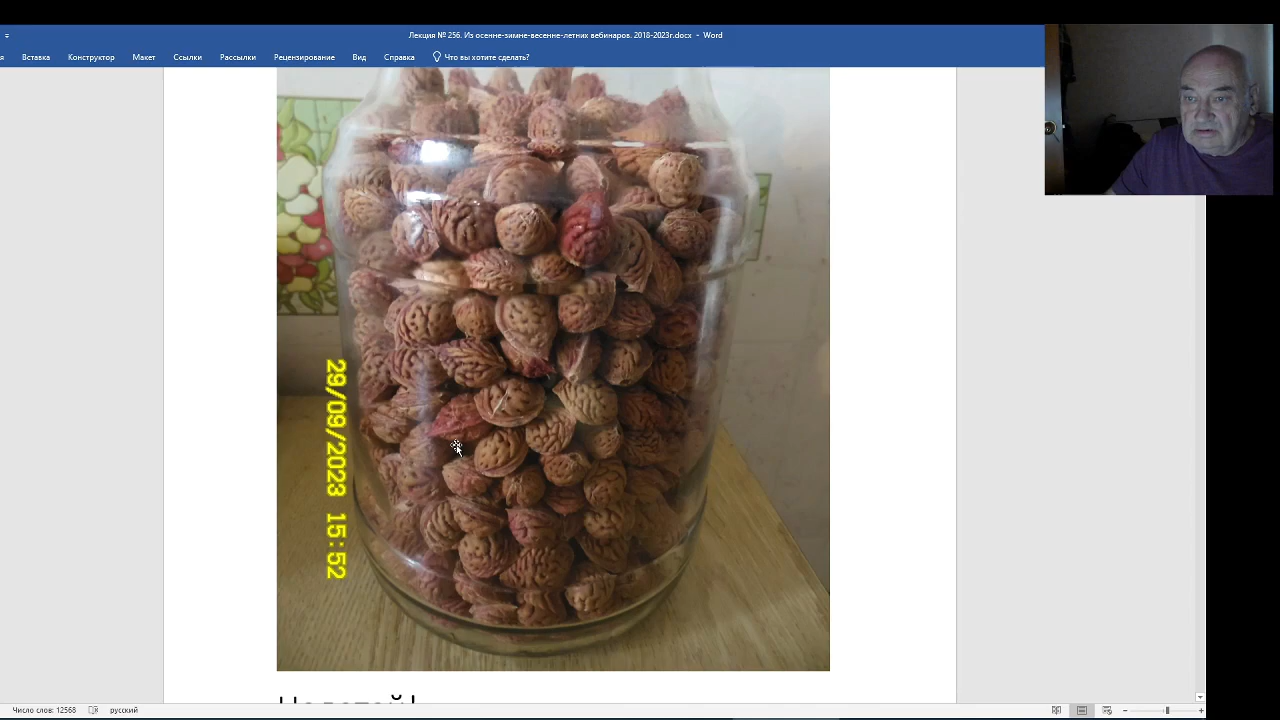 Лекция № 256. Из осенне-зимне-весенне-летних вебинаров. 2018-2023г.docx - Word
Вставка Конструктор Макет Ссылки Рассылки Рецензирование Вид Справка Что вы хотите сделать?
29/09/2023 15:52
Число слов: 12568 русский